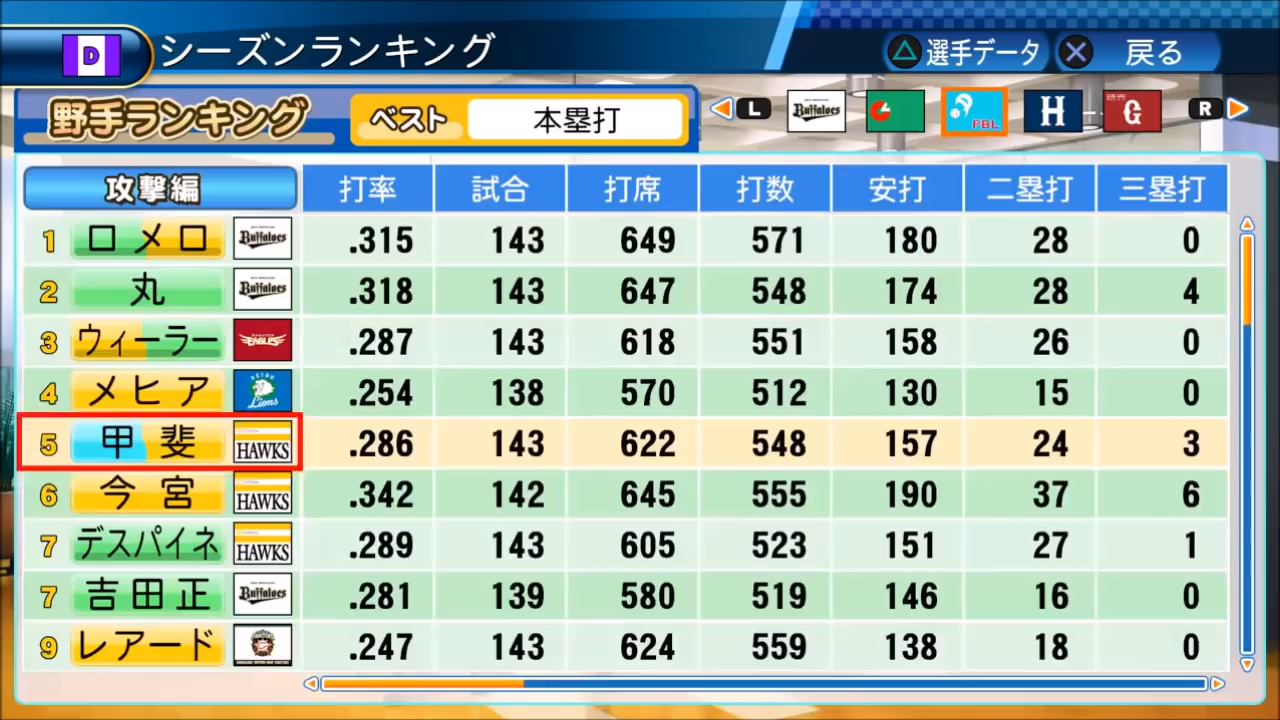 D シーズンランキング △ 選手データ × 戻る
野手ランキング ベスト 本塁打 L Buffaloes C PBL H G R
攻撃編 打率 試合 打席 打数 安打 二塁打 三塁打
1 ロメロ Buffaloes .315 143 649 571 180 28 0
2 丸 Buffaloes .318 143 647 548 174 28 4
3 ウィーラー EAGLES .287 143 618 551 158 26 0
4 メヒア SEIBU Lions .254 138 570 512 130 15 0
5 甲斐 HAWKS .286 143 622 548 157 24 3
6 今宮 HAWKS .342 142 645 555 190 37 6
7 デスパイネ HAWKS .289 143 605 523 151 27 1
7 吉田正 Buffaloes .281 139 580 519 146 16 0
9 レアード .247 143 624 559 138 18 0